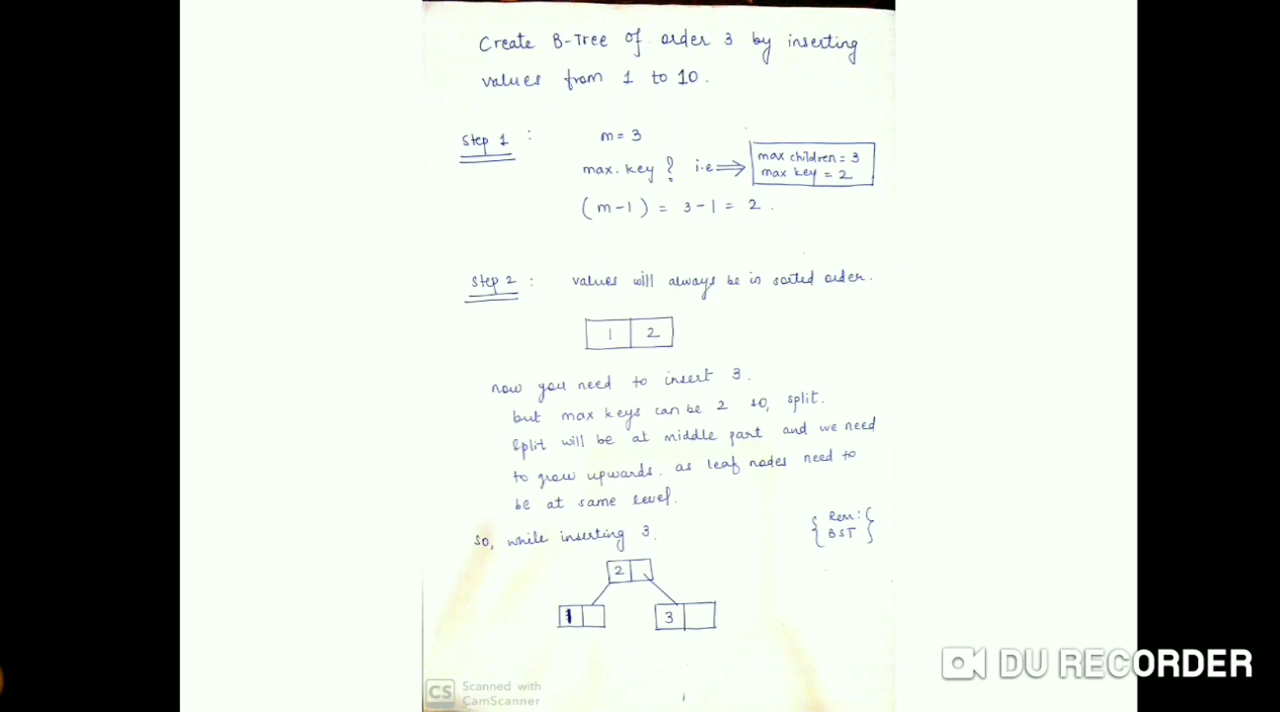 Create B-Tree of order 3 by inserting
values from 1 to 10.
Step 1 :
m = 3
max. key ? i.e ⟹
max children = 3
max key = 2
(m-1) = 3-1 = 2.
Step 2 : values will always be in sorted order.
1 2
now you need to insert 3.
but max keys can be 2 so, split.
Split will be at middle part and we need
to grow upwards. as leaf nodes need to
be at same level.
so, while inserting 3.
{ Rem: {
BST }
2
1 3
CS Scanned with
CamScanner
1
DU RECORDER